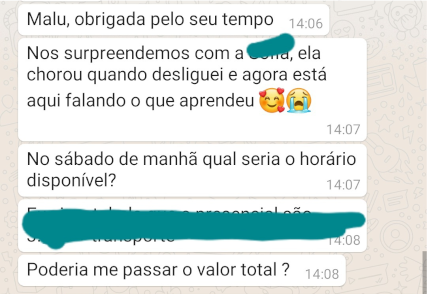 Malu, obrigada pelo seu tempo 14:06
Nos surpreendemos com a , ela
chorou quando desliguei e agora está
aqui falando o que aprendeu 🥰😭
14:07
No sábado de manhã qual seria o horário
disponível? 14:07
transporte 14:08
Poderia me passar o valor total ? 14:08